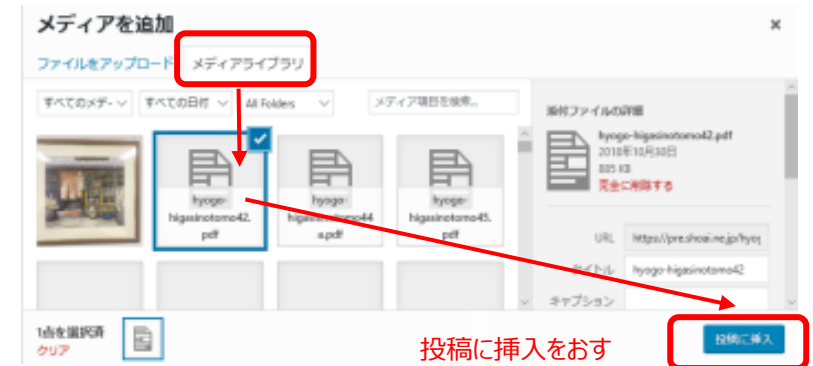 メディアを追加
×
ファイルをアップロード メディアライブラリ
すべてのメデ- すべての日付 All Folders メディア項目を検索...
添付ファイルの詳細
hyogo-higasinotomo42.pdf
2018年10月30日
885 KB
完全に削除する
hyogo-
higasinotomo42.
pdf
hyogo-
higasinotomo44
a.pdf
hyogo-
higasinotomo45.
pdf
URL
タイトル hyogo-higasinotomo42
キャプション
1点を選択済
クリア
投稿に挿入をおす
投稿に挿入